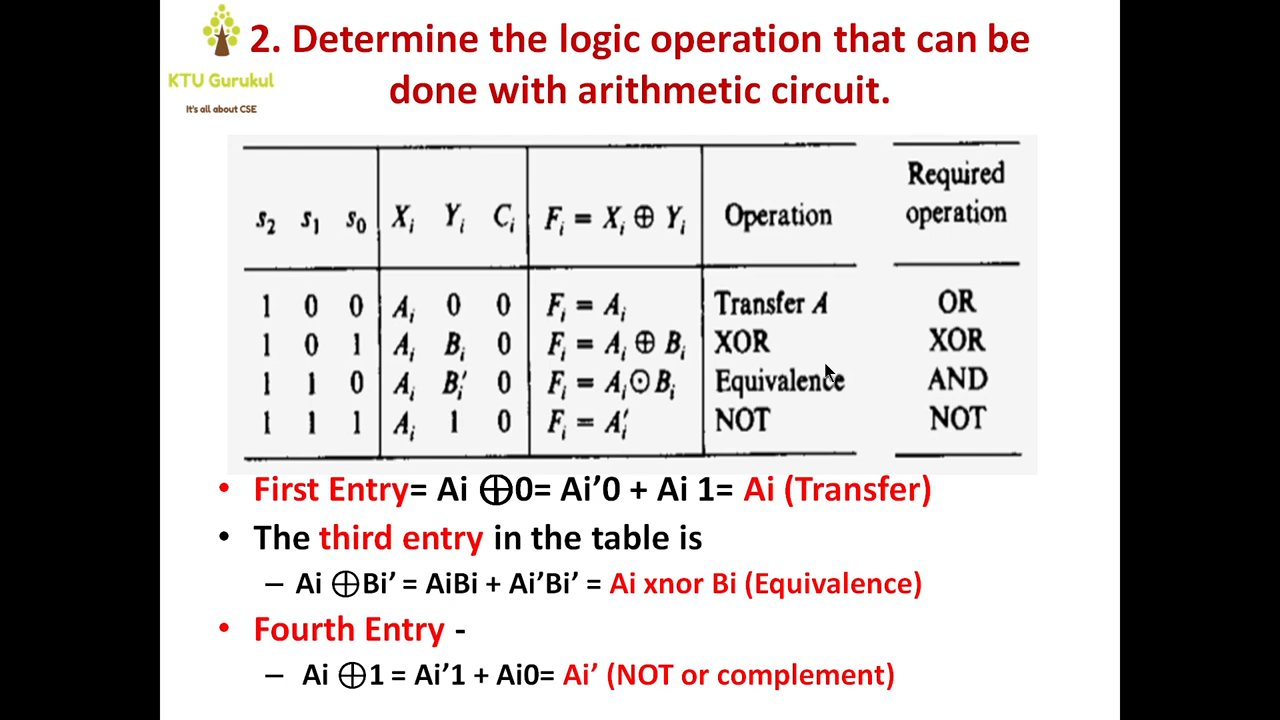 KTU Gurukul
It's all about CSE
2. Determine the logic operation that can be
done with arithmetic circuit.
s₂ s₁ s₀ Xᵢ Yᵢ Cᵢ Fᵢ = Xᵢ ⊕ Yᵢ Operation Required operation
1 0 0 Aᵢ 0 0 Fᵢ = Aᵢ Transfer A OR
1 0 1 Aᵢ Bᵢ 0 Fᵢ = Aᵢ ⊕ Bᵢ XOR XOR
1 1 0 Aᵢ Bᵢ′ 0 Fᵢ = Aᵢ ⊙ Bᵢ Equivalence AND
1 1 1 Aᵢ 1 0 Fᵢ = Aᵢ′ NOT NOT
• First Entry= Ai ⊕0= Ai’0 + Ai 1= Ai (Transfer)
• The third entry in the table is
– Ai ⊕Bi’ = AiBi + Ai’Bi’ = Ai xnor Bi (Equivalence)
• Fourth Entry -
– Ai ⊕1 = Ai’1 + Ai0= Ai’ (NOT or complement)